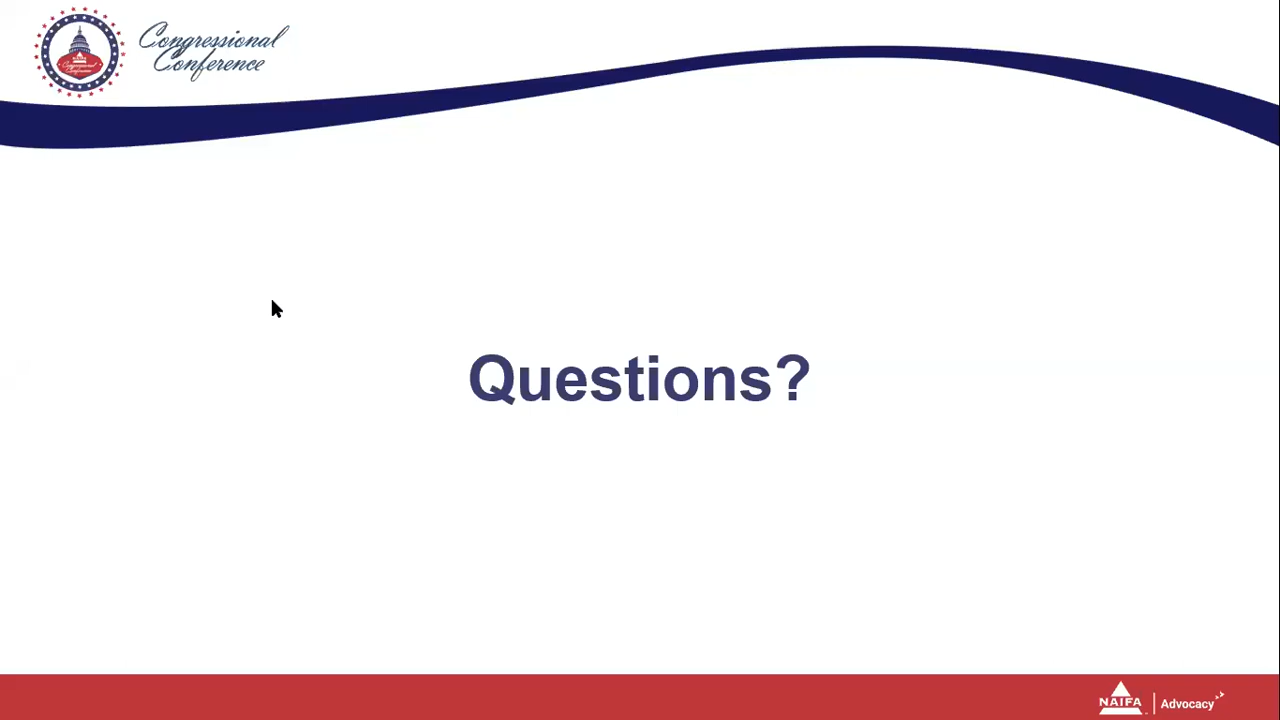 Congressional
Conference
Questions?
NAIFA
Advocacy